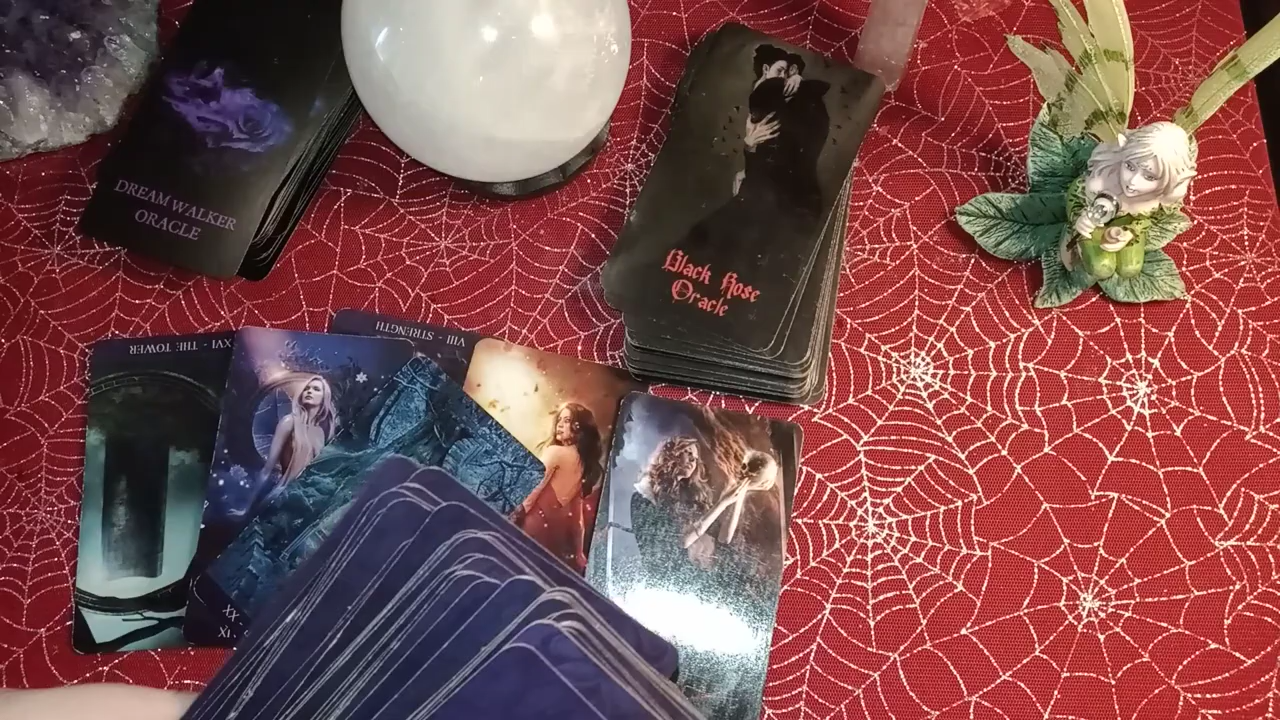 DREAM WALKER
ORACLE
Black Rose
Oracle
XVI - THE TOWER
VIII - STRENGTH